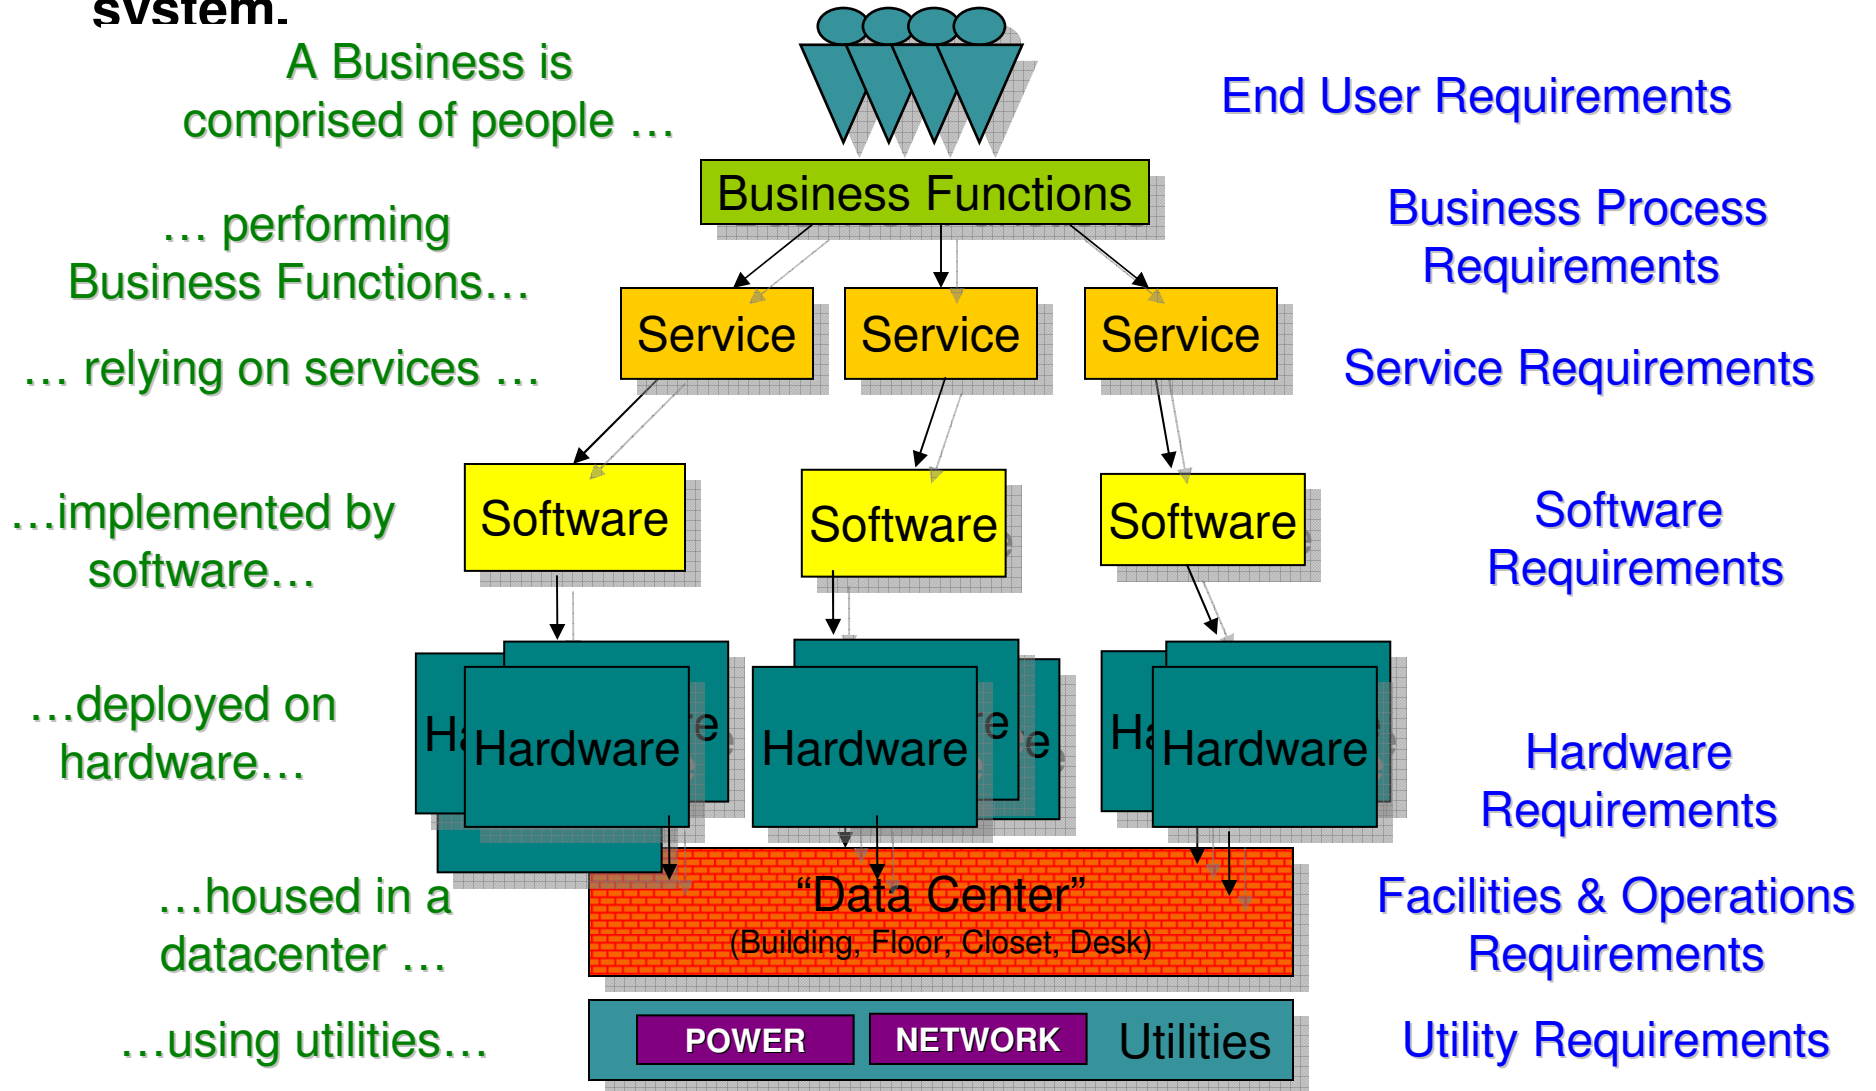 system.
A Business is
comprised of people …
End User Requirements
Business Functions
… performing
Business Functions…
Business Process
Requirements
Service
Service
Service
… relying on services …
Service Requirements
Software
Software
Software
…implemented by
software…
Software
Requirements
Hardware
Hardware
Hardware
…deployed on
hardware…
Hardware
Requirements
“Data Center”
(Building, Floor, Closet, Desk)
…housed in a
datacenter …
Facilities & Operations
Requirements
…using utilities…
POWER
NETWORK
Utilities
Utility Requirements